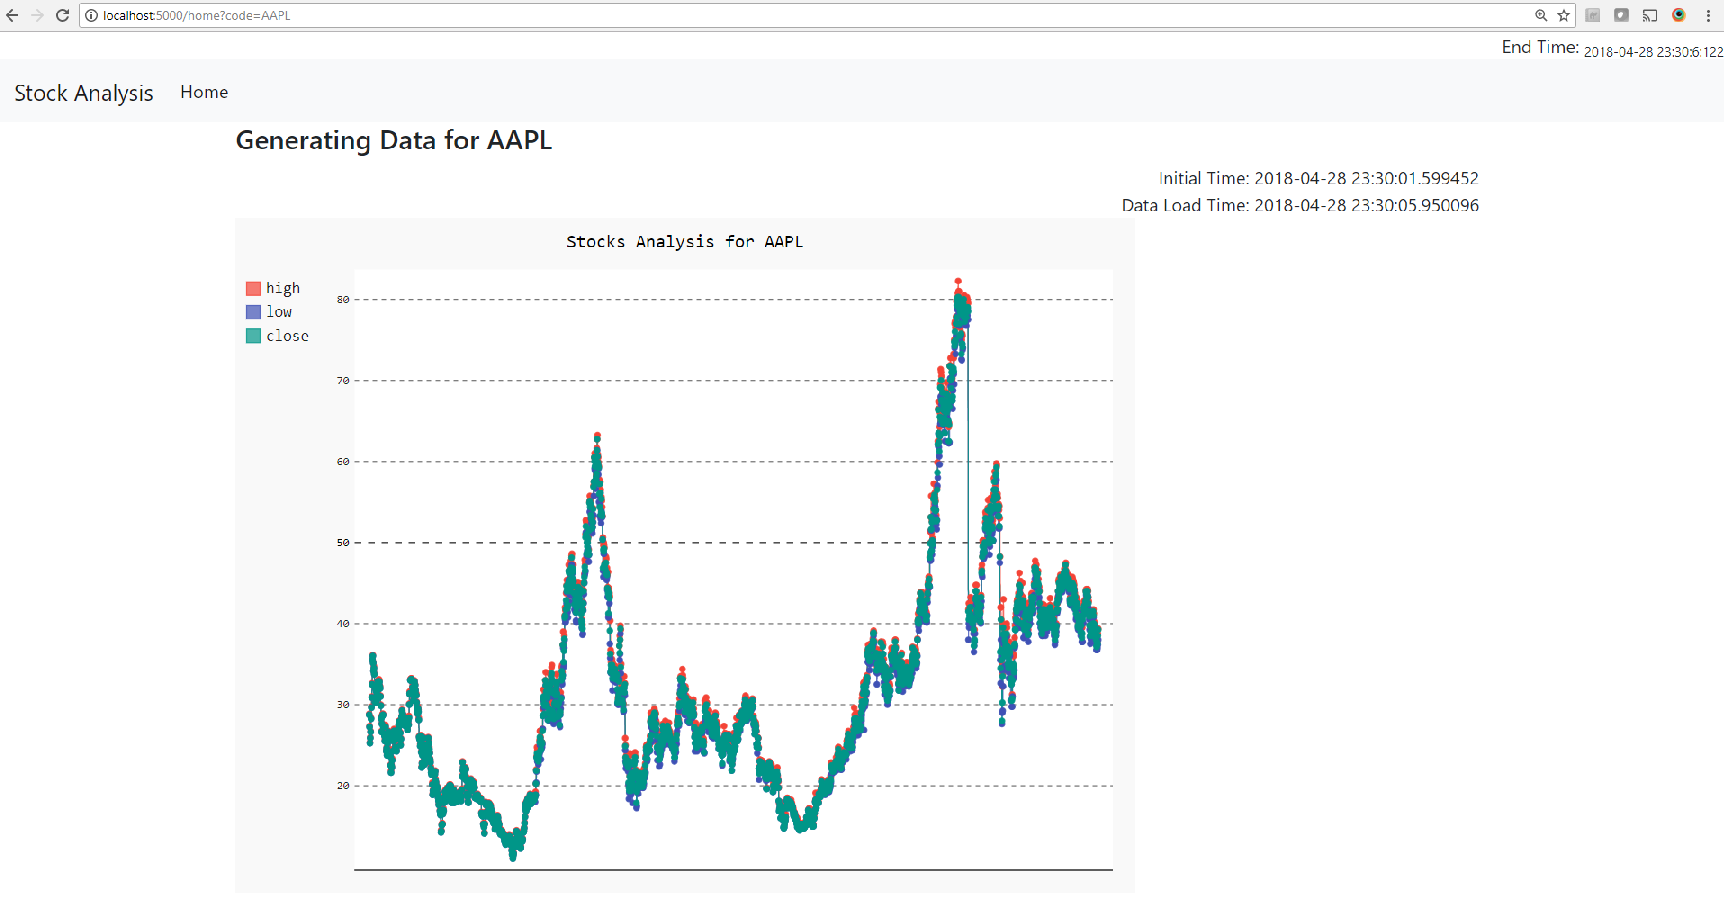 localhost:5000/home?code=AAPL
End Time: 2018-04-28 23:30:6:122
Stock Analysis Home
Generating Data for AAPL
Initial Time: 2018-04-28 23:30:01.599452
Data Load Time: 2018-04-28 23:30:05.950096
Stocks Analysis for AAPL
high
low
close
80
70
60
50
40
30
20